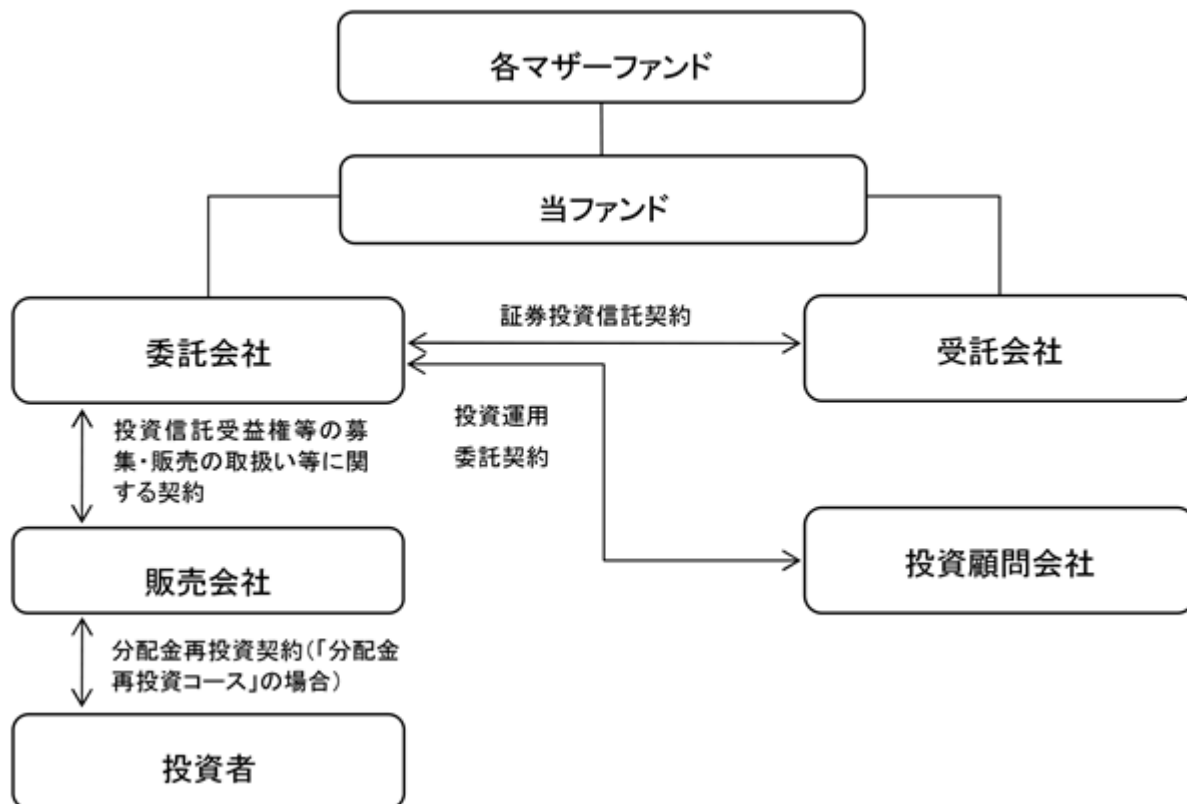 各マザーファンド
当ファンド
委託会社
証券投資信託契約
受託会社
投資運用
委託契約
投資信託受益権等の募
集・販売の取扱い等に関
する契約
販売会社
投資顧問会社
分配金再投資契約(「分配金
再投資コース」の場合)
投資者